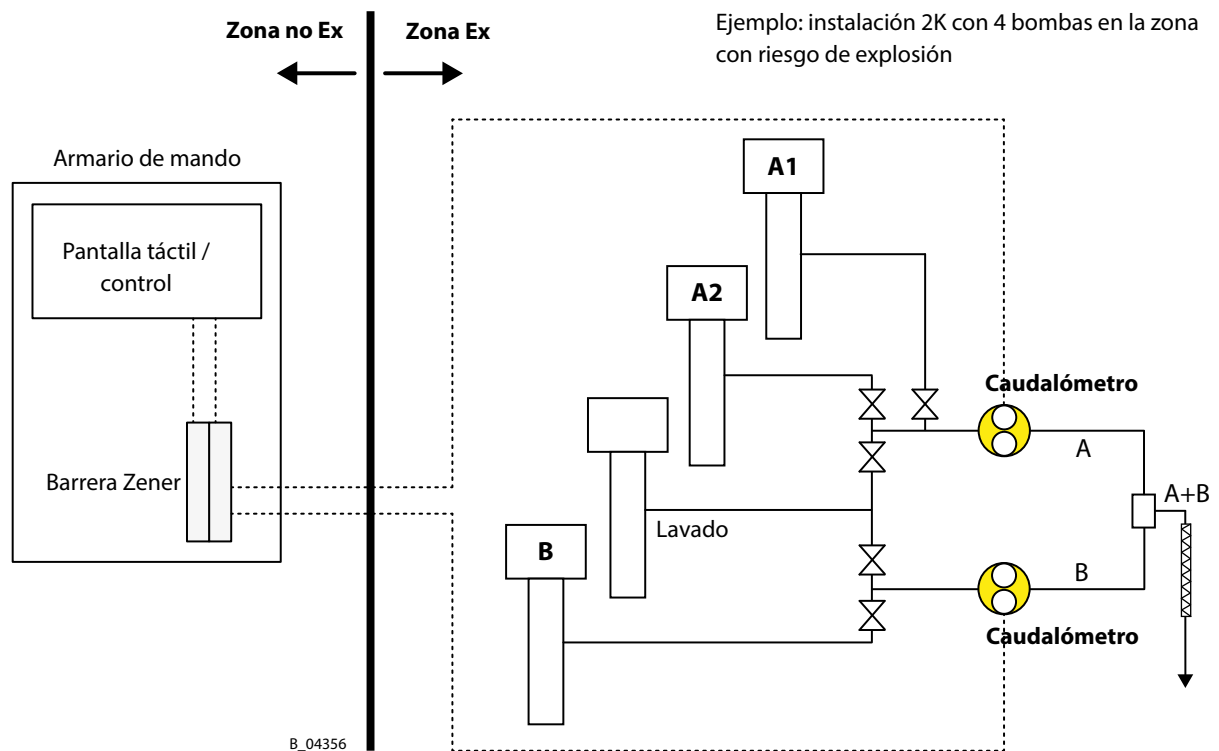 Zona no Ex
Zona Ex
Ejemplo: instalación 2K con 4 bombas en la zona
con riesgo de explosión
Armario de mando
Pantalla táctil /
control
Barrera Zener
A1
A2
Caudalómetro
A
A+B
Lavado
B
B
Caudalómetro
B_04356